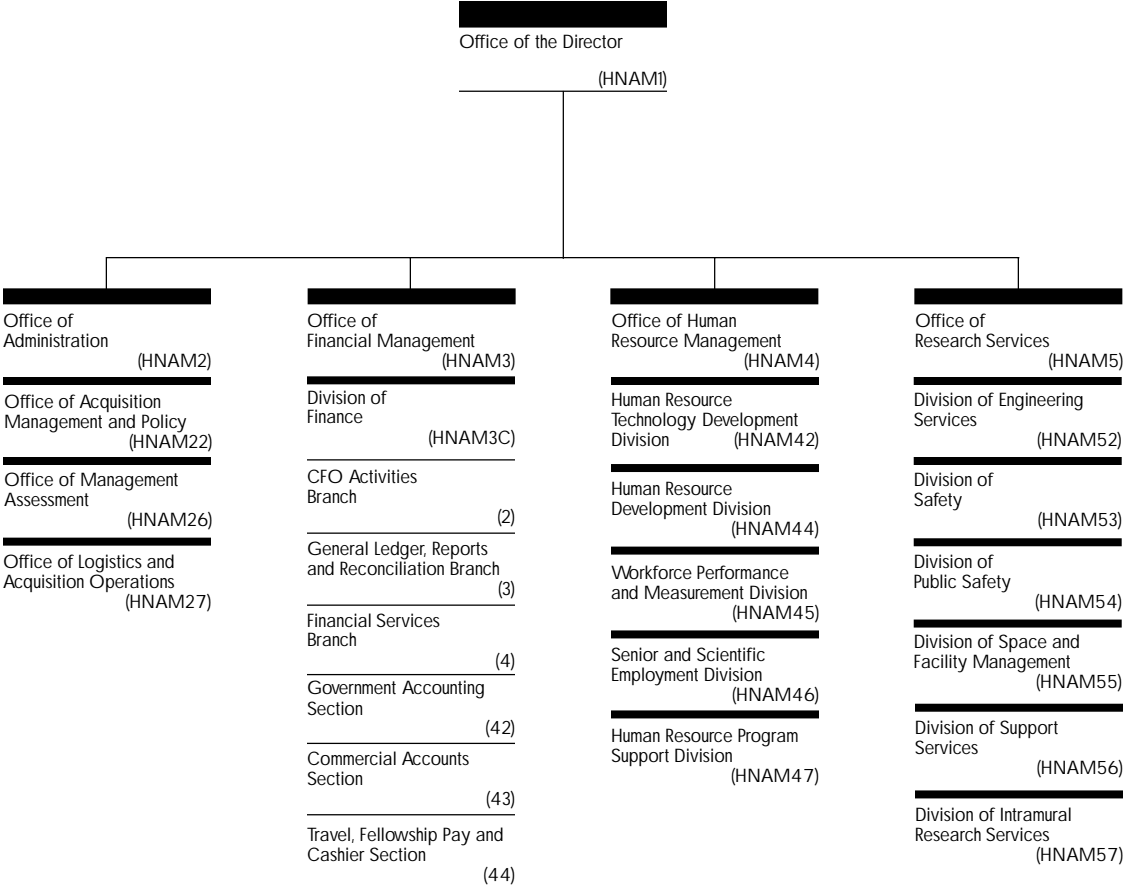 Office of the Director
(HNAM1)
Office of
Administration
(HNAM2)
Office of Acquisition
Management and Policy
(HNAM22)
Office of Management
Assessment
(HNAM26)
Office of Logistics and
Acquisition Operations
(HNAM27)
Office of
Financial Management
(HNAM3)
Division of
Finance
(HNAM3C)
CFO Activities
Branch
(2)
General Ledger, Reports
and Reconciliation Branch
(3)
Financial Services
Branch
(4)
Government Accounting
Section
(42)
Commercial Accounts
Section
(43)
Travel, Fellowship Pay and
Cashier Section
(44)
Office of Human
Resource Management
(HNAM4)
Human Resource
Technology Development
Division (HNAM42)
Human Resource
Development Division
(HNAM44)
Workforce Performance
and Measurement Division
(HNAM45)
Senior and Scientific
Employment Division
(HNAM46)
Human Resource Program
Support Division
(HNAM47)
Office of
Research Services
(HNAM5)
Division of Engineering
Services
(HNAM52)
Division of
Safety
(HNAM53)
Division of
Public Safety
(HNAM54)
Division of Space and
Facility Management
(HNAM55)
Division of Support
Services
(HNAM56)
Division of Intramural
Research Services
(HNAM57)